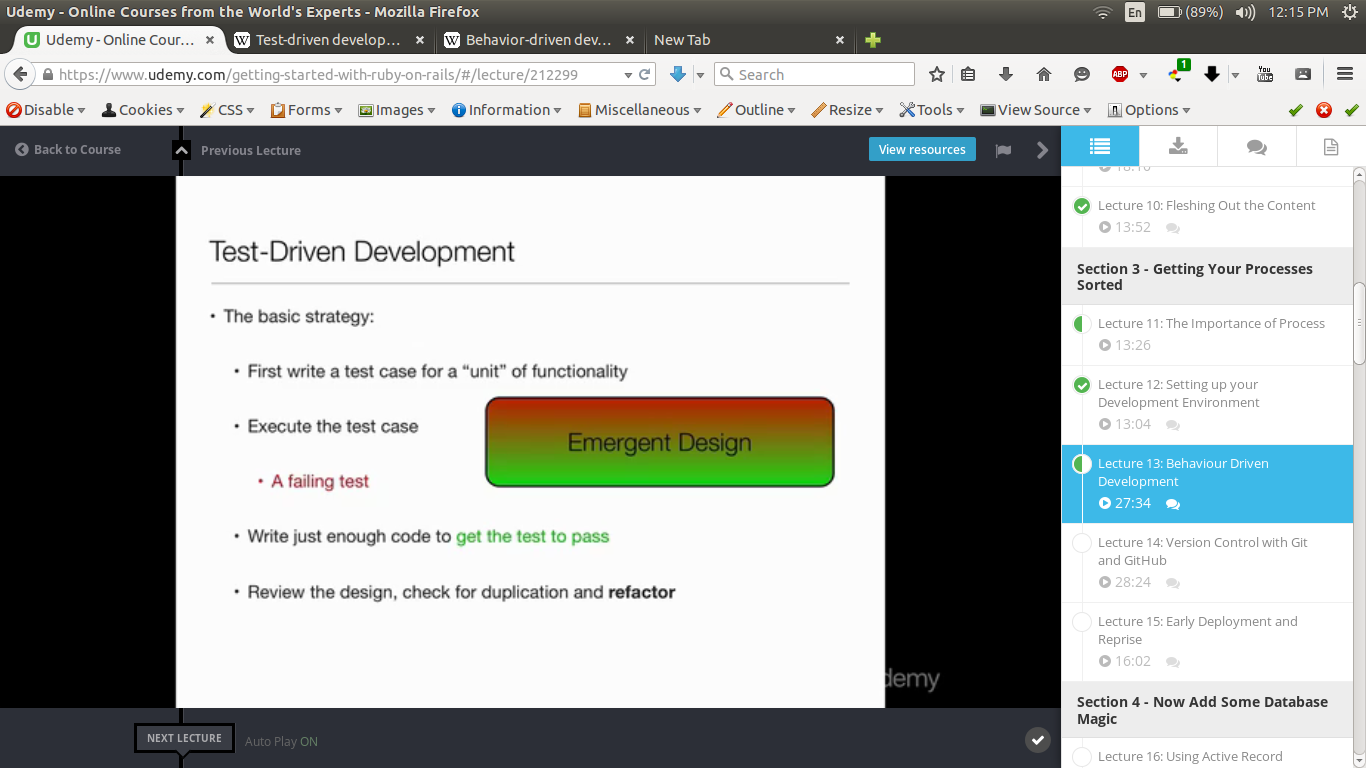 Udemy - Online Courses from the World's Experts - Mozilla Firefox
En (89%) 12:15 PM
Udemy - Online Cour... × Test-driven develop... × Behavior-driven dev... × New Tab ×
https://www.udemy.com/getting-started-with-ruby-on-rails/#/lecture/212299
Search
ABP
1
You
Tube
Disable Cookies CSS Forms Images Information Miscellaneous Outline Resize Tools View Source Options
Back to Course
Previous Lecture
View resources
Test-Driven Development
• The basic strategy:
• First write a test case for a “unit” of functionality
• Execute the test case
• A failing test
• Write just enough code to get the test to pass
• Review the design, check for duplication and refactor
Emergent Design
demy
NEXT LECTURE
Auto Play ON
Lecture 10: Fleshing Out the Content
13:52
Section 3 - Getting Your Processes
Sorted
Lecture 11: The Importance of Process
13:26
Lecture 12: Setting up your
Development Environment
13:04
Lecture 13: Behaviour Driven
Development
27:34
Lecture 14: Version Control with Git
and GitHub
28:24
Lecture 15: Early Deployment and
Reprise
16:02
Section 4 - Now Add Some Database
Magic
Lecture 16: Using Active Record